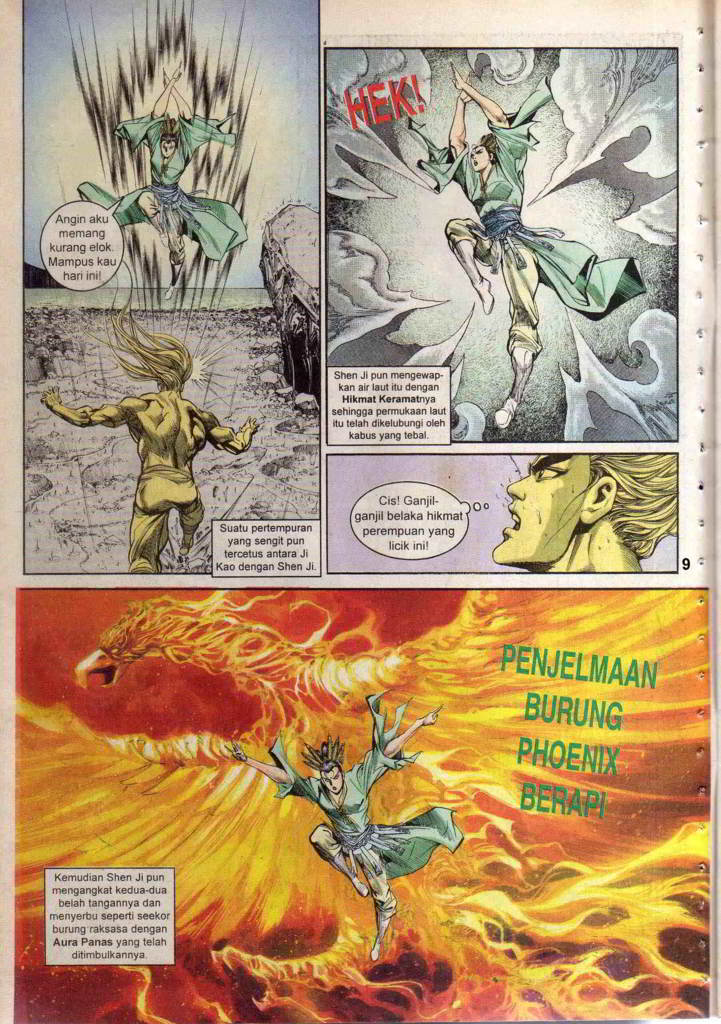 Angin aku
memang
kurang elok.
Mampus kau
hari ini!
Suatu pertempuran
yang sengit pun
tercetus antara Ji
Kao dengan Shen Ji.
HEK!
Shen Ji pun mengewap-
kan air laut itu dengan
Hikmat Keramatnya
sehingga permukaan laut
itu telah dikelubungi oleh
kabus yang tebal.
Cis! Ganjil-
ganjil belaka hikmat
perempuan yang
licik ini!
9
PENJELMAAN
BURUNG
PHOENIX
BERAPI
Kemudian Shen Ji pun
mengangkat kedua-dua
belah tangannya dan
menyerbu seperti seekor
burung raksasa dengan
Aura Panas yang telah
ditimbulkannya.